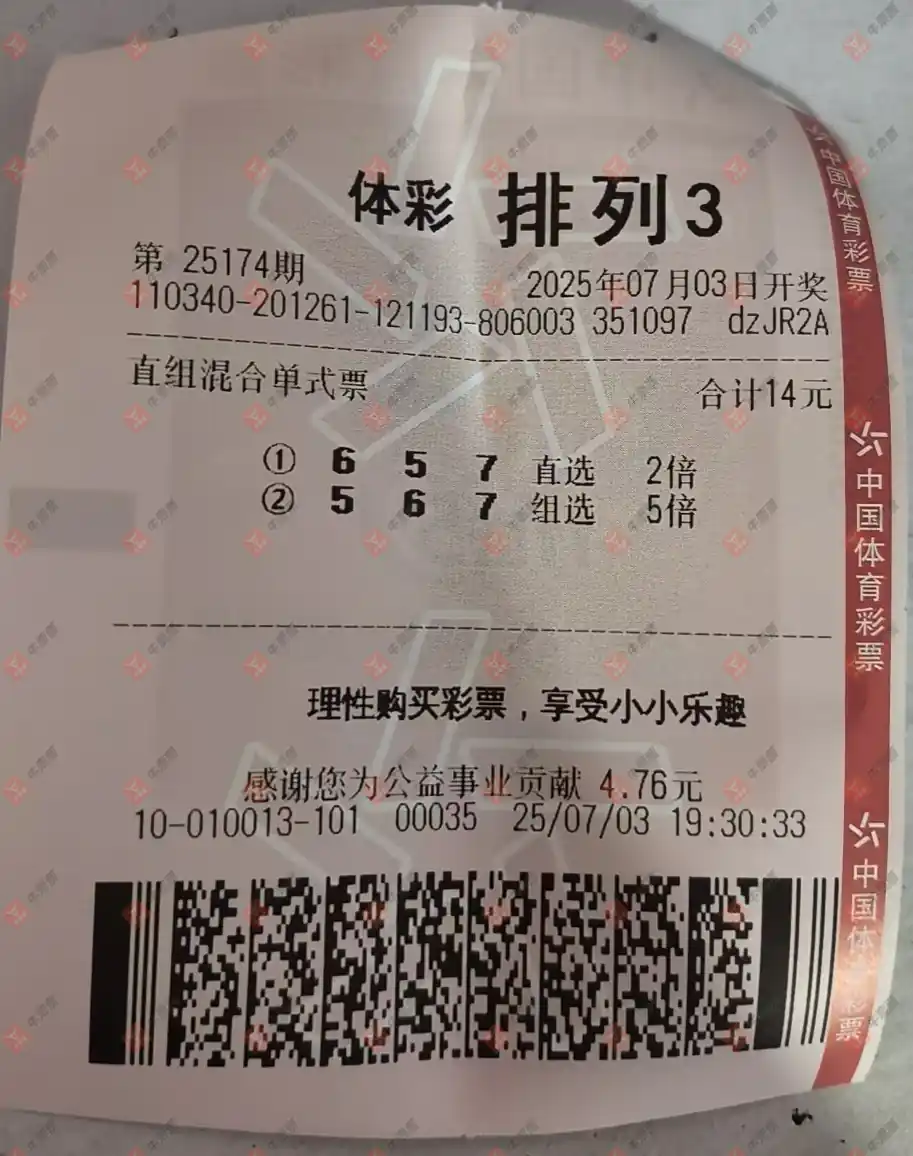 体彩 排列3
第 25174期
2025年07月03日开奖
110340-201261-121193-806003 351097 dzJR2A
直组混合单式票 合计14元
① 6 5 7 直选 2倍
② 5 6 7 组选 5倍
理性购买彩票，享受小小乐趣
感谢您为公益事业贡献 4.76元
10-010013-101 00035 25/07/03 19:30:33
中国体育彩票
中国体育彩票
中国体 彩票